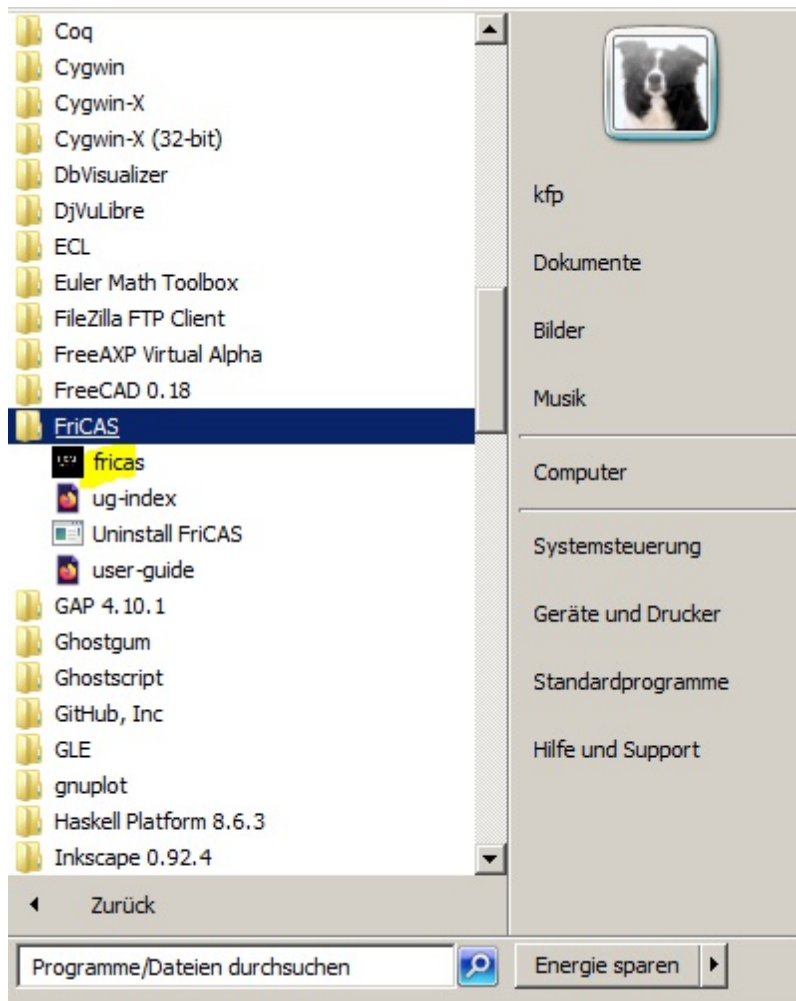 Coq
Cygwin
Cygwin-X
Cygwin-X (32-bit)
DbVisualizer
DjVuLibre
ECL
Euler Math Toolbox
FileZilla FTP Client
FreeAXP Virtual Alpha
FreeCAD 0.18
FriCAS
fricas
ug-index
Uninstall FriCAS
user-guide
GAP 4.10.1
Ghostgum
Ghostscript
GitHub, Inc
GLE
gnuplot
Haskell Platform 8.6.3
Inkscape 0.92.4
Zurück
Programme/Dateien durchsuchen
kfp
Dokumente
Bilder
Musik
Computer
Systemsteuerung
Geräte und Drucker
Standardprogramme
Hilfe und Support
Energie sparen